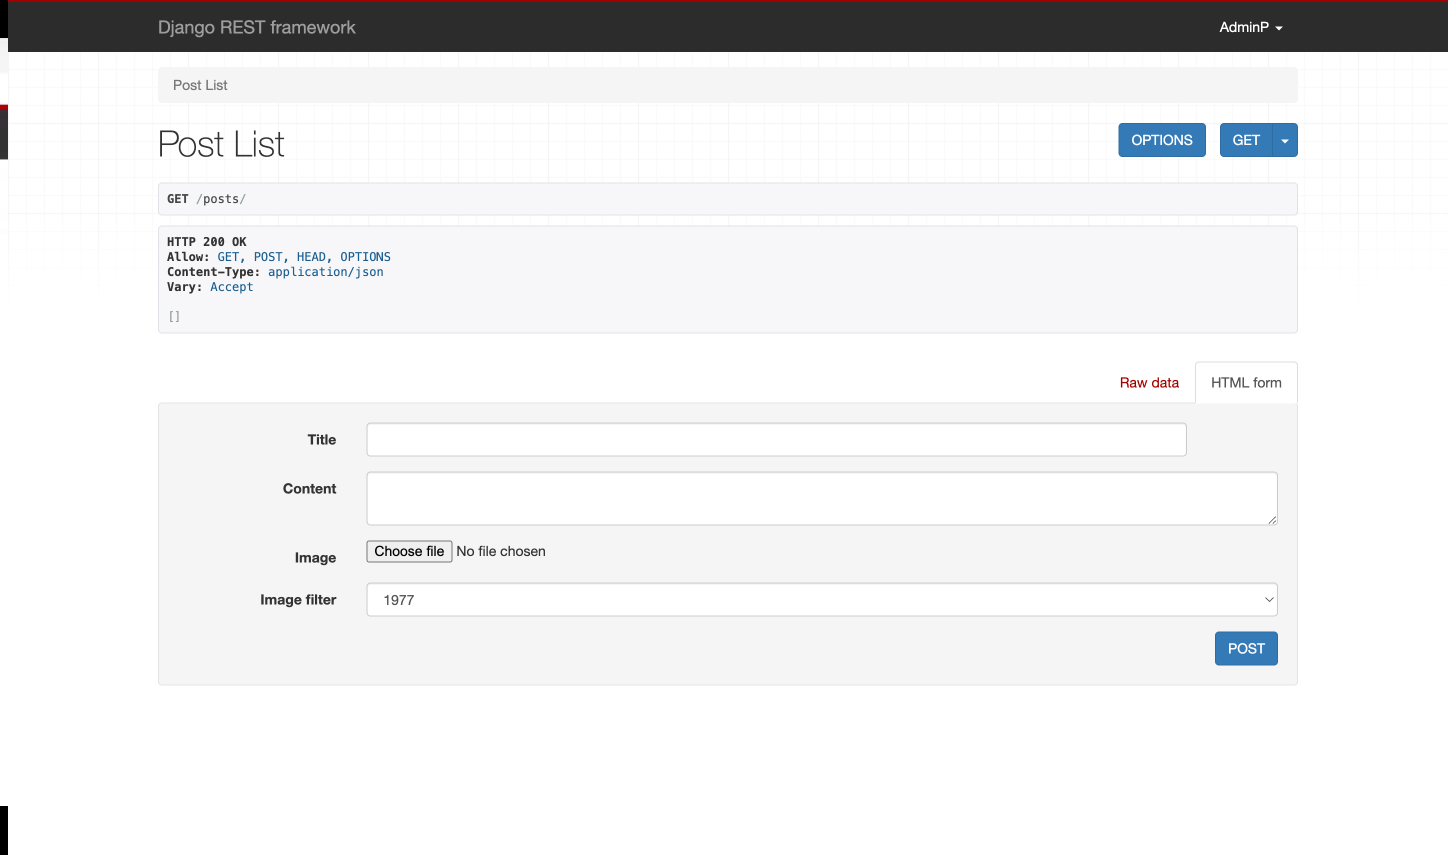 Django REST framework
AdminP
Post List
Post List
OPTIONS
GET
GET /posts/
HTTP 200 OK
Allow: GET, POST, HEAD, OPTIONS
Content-Type: application/json
Vary: Accept
[]
Raw data
HTML form
Title
Content
Image
Choose file No file chosen
Image filter
1977
POST